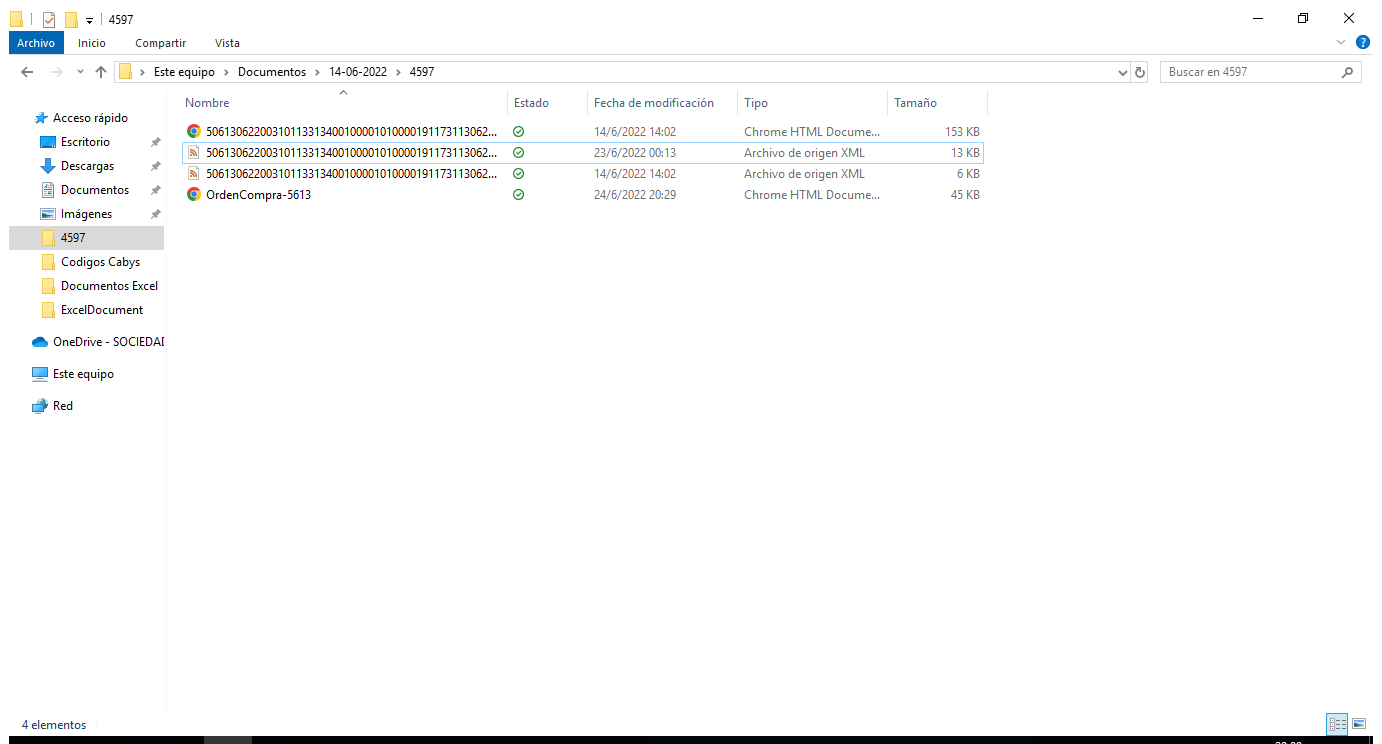 4597
Archivo Inicio Compartir Vista
Este equipo › Documentos › 14-06-2022 › 4597
Buscar en 4597
Nombre Estado Fecha de modificación Tipo Tamaño
Acceso rápido
Escritorio
Descargas
Documentos
Imágenes
4597
Codigos Cabys
Documentos Excel
ExcelDocument
OneDrive - SOCIEDAD
Este equipo
Red
50613062200310113313400100001010000191173113062... 14/6/2022 14:02 Chrome HTML Docume... 153 KB
50613062200310113313400100001010000191173113062... 23/6/2022 00:13 Archivo de origen XML 13 KB
50613062200310113313400100001010000191173113062... 14/6/2022 14:02 Archivo de origen XML 6 KB
OrdenCompra-5613 24/6/2022 20:29 Chrome HTML Docume... 45 KB
4 elementos